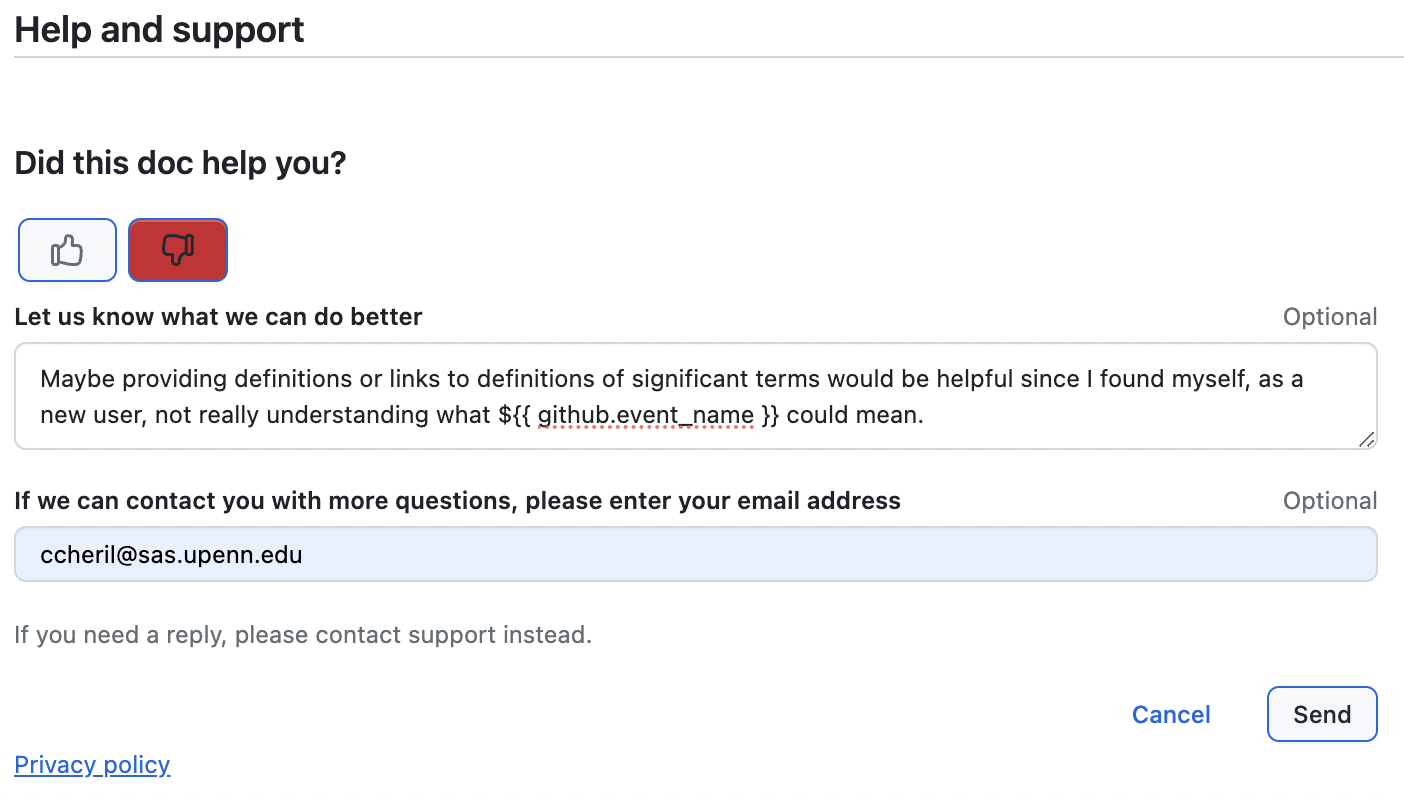 Help and support
Did this doc help you?
Let us know what we can do better
Optional
Maybe providing definitions or links to definitions of significant terms would be helpful since I found myself, as a
new user, not really understanding what ${{ github.event_name }} could mean.
If we can contact you with more questions, please enter your email address
Optional
ccheril@sas.upenn.edu
If you need a reply, please contact support instead.
Cancel
Send
Privacy policy